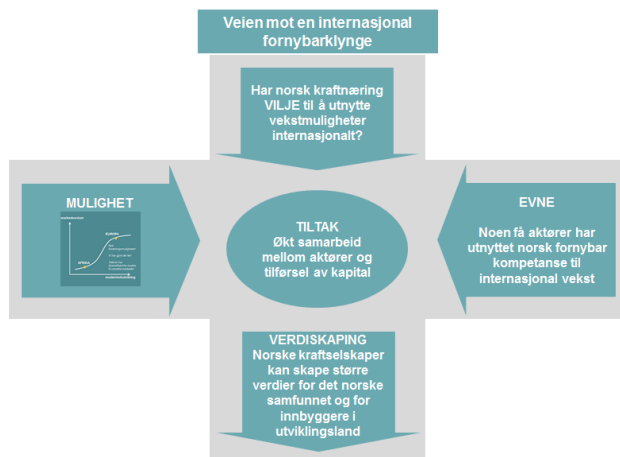 Veien mot en internasjonal
fornybarklynge
Har norsk kraftnæring
VILJE til å utnytte
vekstmuligheter
internasjonalt?
MULIGHET
EUROPA
AFRIKA
TILTAK
Økt samarbeid
mellom aktører og
tilførsel av kapital
EVNE
Noen få aktører har
utnyttet norsk fornybar
kompetanse til
internasjonal vekst
VERDISKAPING
Norske kraftselskaper
kan skape større
verdier for det norske
samfunnet og for
innbyggere i
utviklingsland